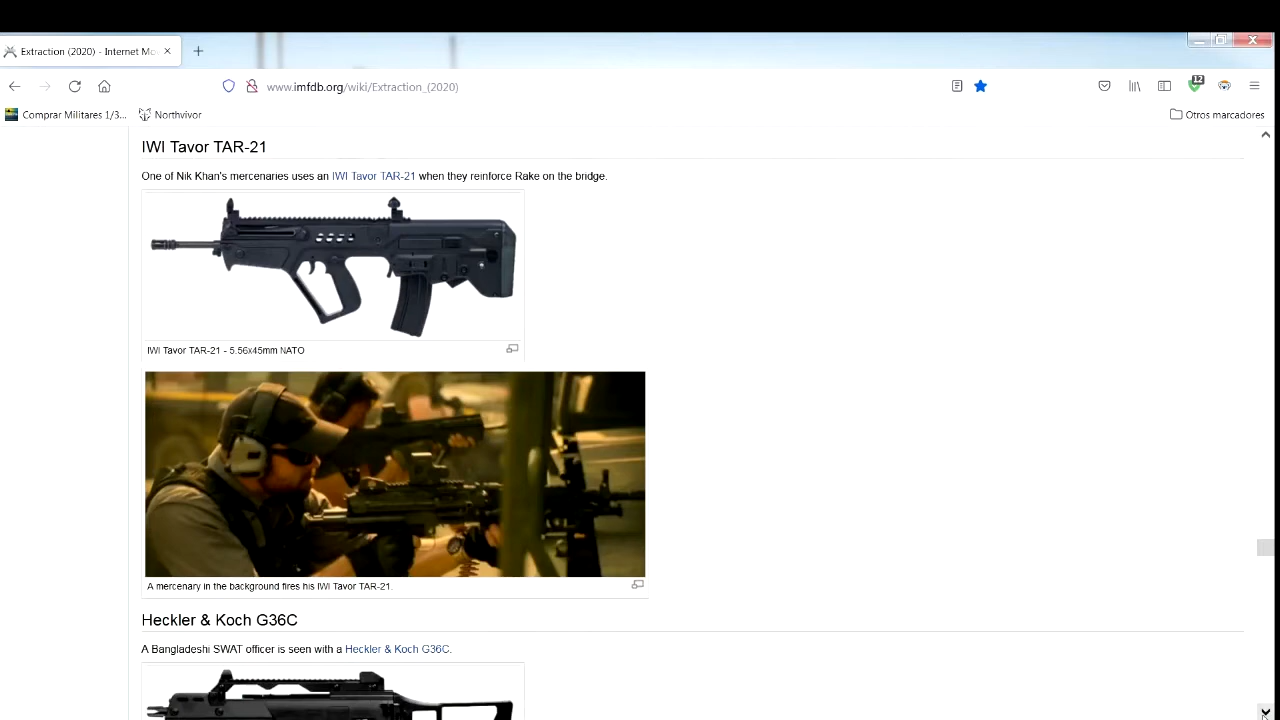 Extraction (2020) - Internet Mo
www.imfdb.org/wiki/Extraction_(2020)
12
Comprar Militares 1/3...
Northvivor
Otros marcadores
IWI Tavor TAR-21
One of Nik Khan's mercenaries uses an IWI Tavor TAR-21 when they reinforce Rake on the bridge.
IWI Tavor TAR-21 - 5.56x45mm NATO
A mercenary in the background fires his IWI Tavor TAR-21.
Heckler & Koch G36C
A Bangladeshi SWAT officer is seen with a Heckler & Koch G36C.